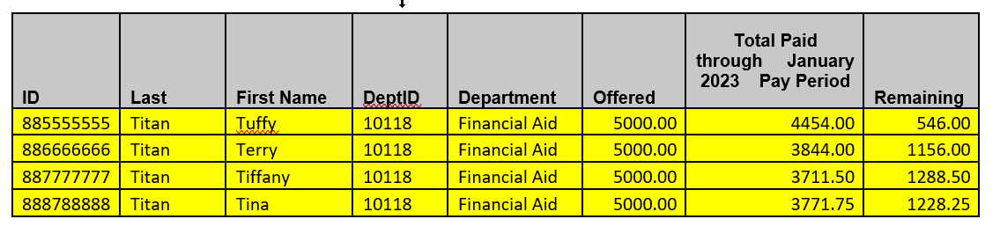 ID Last First Name DeptID Department Offered Total Paid through January 2023 Pay Period Remaining
885555555 Titan Tuffy 10118 Financial Aid 5000.00 4454.00 546.00
886666666 Titan Terry 10118 Financial Aid 5000.00 3844.00 1156.00
887777777 Titan Tiffany 10118 Financial Aid 5000.00 3711.50 1288.50
888788888 Titan Tina 10118 Financial Aid 5000.00 3771.75 1228.25